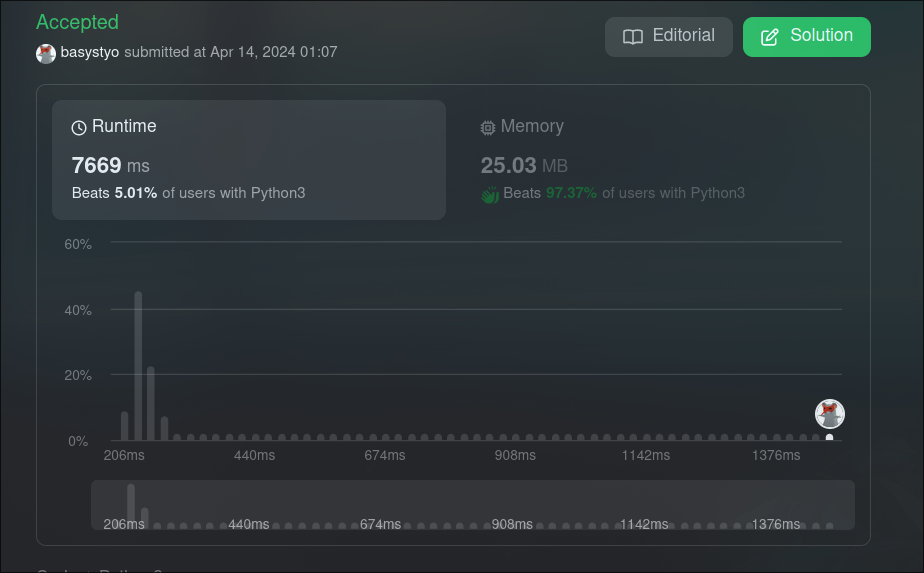 Accepted
basystyo submitted at Apr 14, 2024 01:07
Editorial
Solution
Runtime
7669 ms
Beats 5.01% of users with Python3
Memory
25.03 MB
Beats 97.37% of users with Python3
60%
40%
20%
0%
206ms 440ms 674ms 908ms 1142ms 1376ms
206ms 440ms 674ms 908ms 1142ms 1376ms